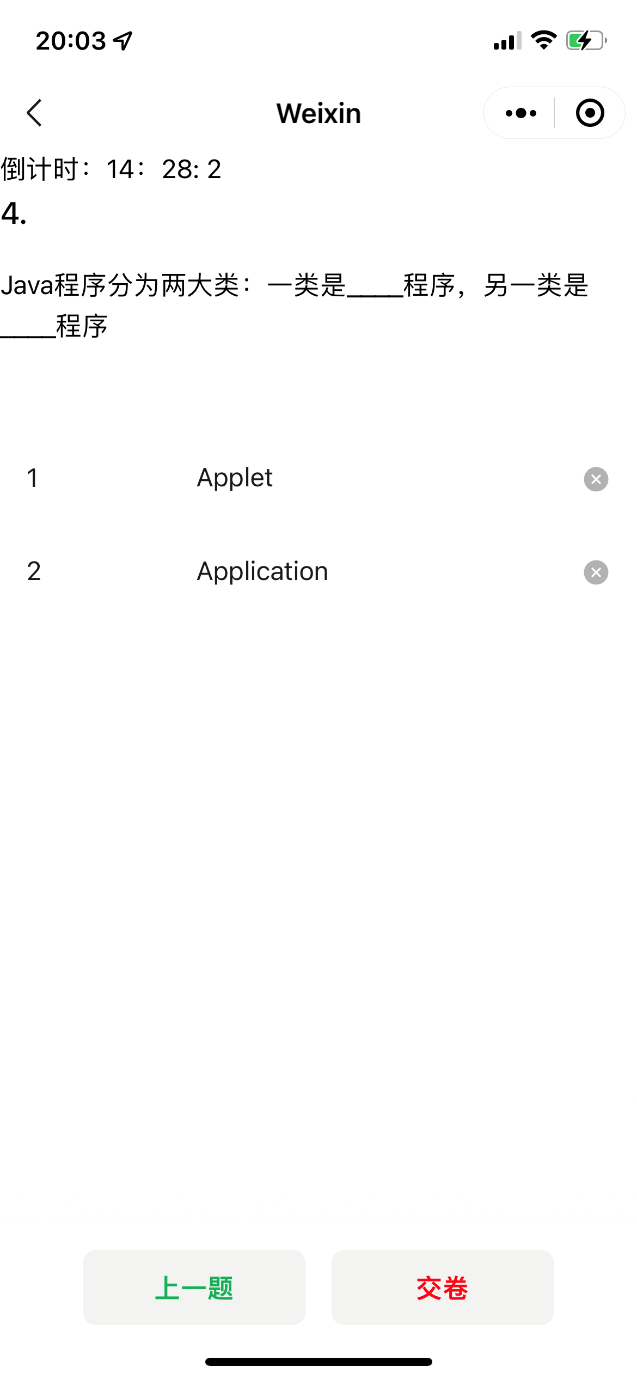 20:03
Weixin
倒计时：14：28: 2
4.
Java程序分为两大类：一类是____程序，另一类是
____程序
1 Applet
2 Application
上一题 交卷